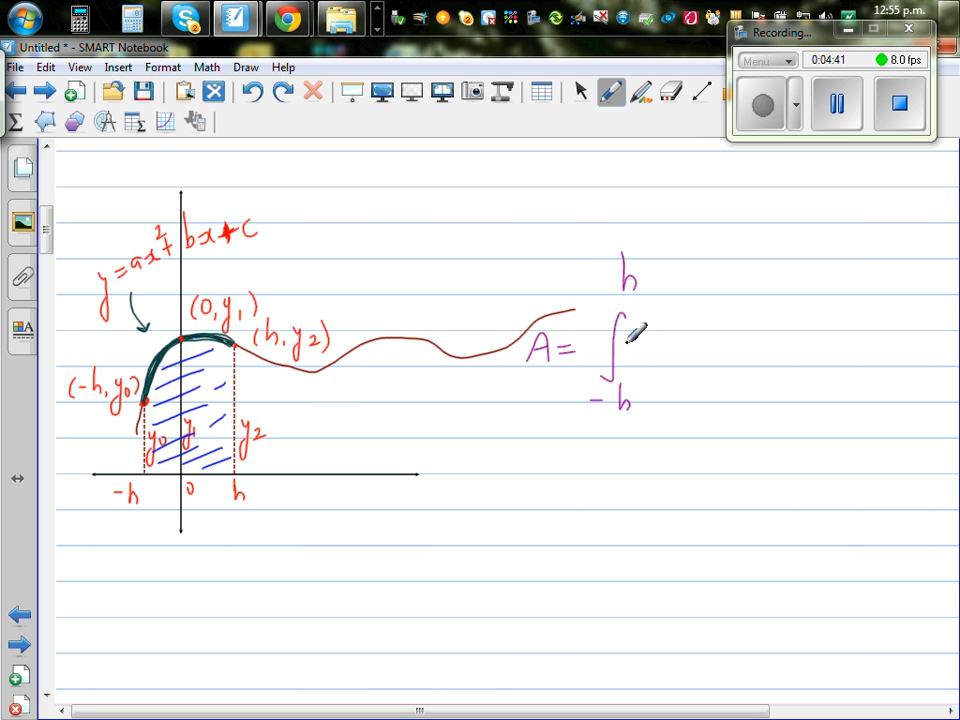 12:55 p.m.
Untitled * - SMART Notebook
Recording...
File Edit View Insert Format Math Draw Help
Menu
0:04:41
8.0 fps
y = ax² + bx + c
(0, y₁)
(h, y₂)
(-h, y₀)
y₀
y₁
y₂
-h
0
h
h
A = ∫
-h